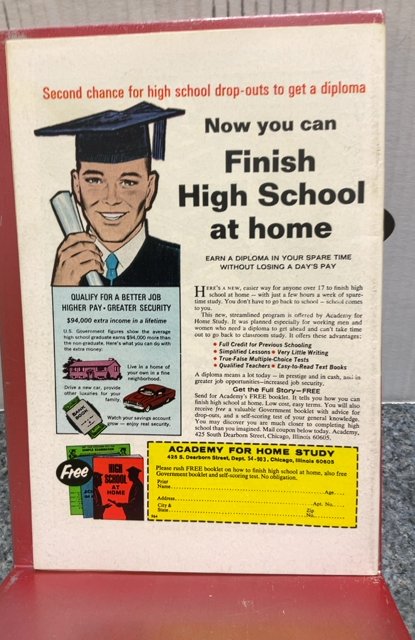 Second chance for high school drop-outs to get a diploma
Now you can
Finish
High School
at home
EARN A DIPLOMA IN YOUR SPARE TIME
WITHOUT LOSING A DAY'S PAY
HERE'S A NEW, easier way for anyone over 17 to finish high
school at home — with just a few hours a week of spare-
time study. You don't have to go back to school — school comes
to you.
This new, streamlined program is offered by Academy for
Home Study. It was planned especially for working men and
women who need a diploma to get ahead and can't take time
out to go back to classroom study. It offers these advantages:
• Full Credit for Previous Schooling
• Simplified Lessons • Very Little Writing
• True-False Multiple-Choice Tests
• Qualified Teachers • Easy-to-Read Text Books
A diploma means a lot today — in prestige and in cash, and in
greater job opportunities—increased job security.
Get the Full Story—FREE
Send for Academy's FREE booklet. It tells you how you can
finish high school at home. Low cost, easy terms. You will also
receive free a valuable Government booklet with advice for
drop-outs, and a self-scoring test of your general knowledge.
You may discover you are much closer to completing high
school than you imagined. Mail coupon below today. Academy,
425 South Dearborn Street, Chicago, Illinois 60605.
QUALIFY FOR A BETTER JOB
HIGHER PAY • GREATER SECURITY
$94,000 extra income in a lifetime
U.S. Government figures show the average
high school graduate earns $94,000 more than
the non-graduate. Here's what you can do with
the extra money:
Live in a home of
your own in a fine
neighborhood.
Drive a new car, provide
other luxuries for your
family.
BANK
BOOK
Watch your savings account
grow — enjoy real security.
Free
HIGH
SCHOOL
AT
HOME
ACADEMY FOR HOME STUDY
425 S. Dearborn Street, Dept. 54-903, Chicago, Illinois 60605
Please rush FREE booklet on how to finish high school at home, also free
Government booklet and self-scoring test. No obligation.
Print
Name Age
Address Apt. No.
City & State Zip No.